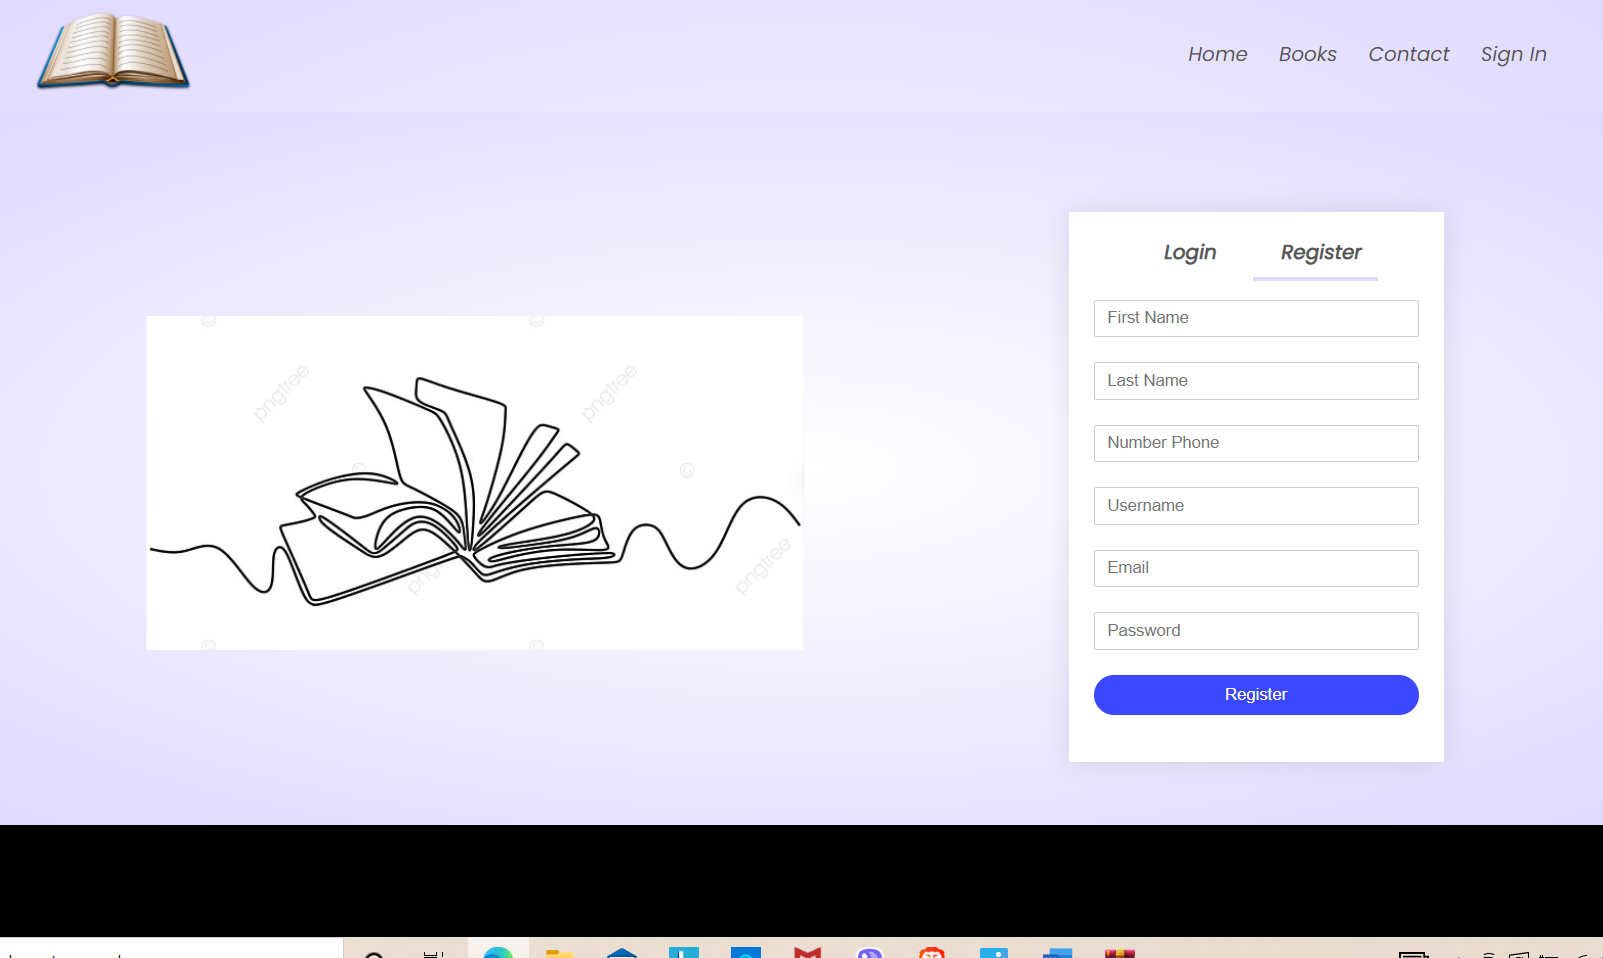 Home Books Contact Sign In
Login Register
First Name
Last Name
Number Phone
Username
Email
Password
Register
pngtree pngtree
pngtree pngtree